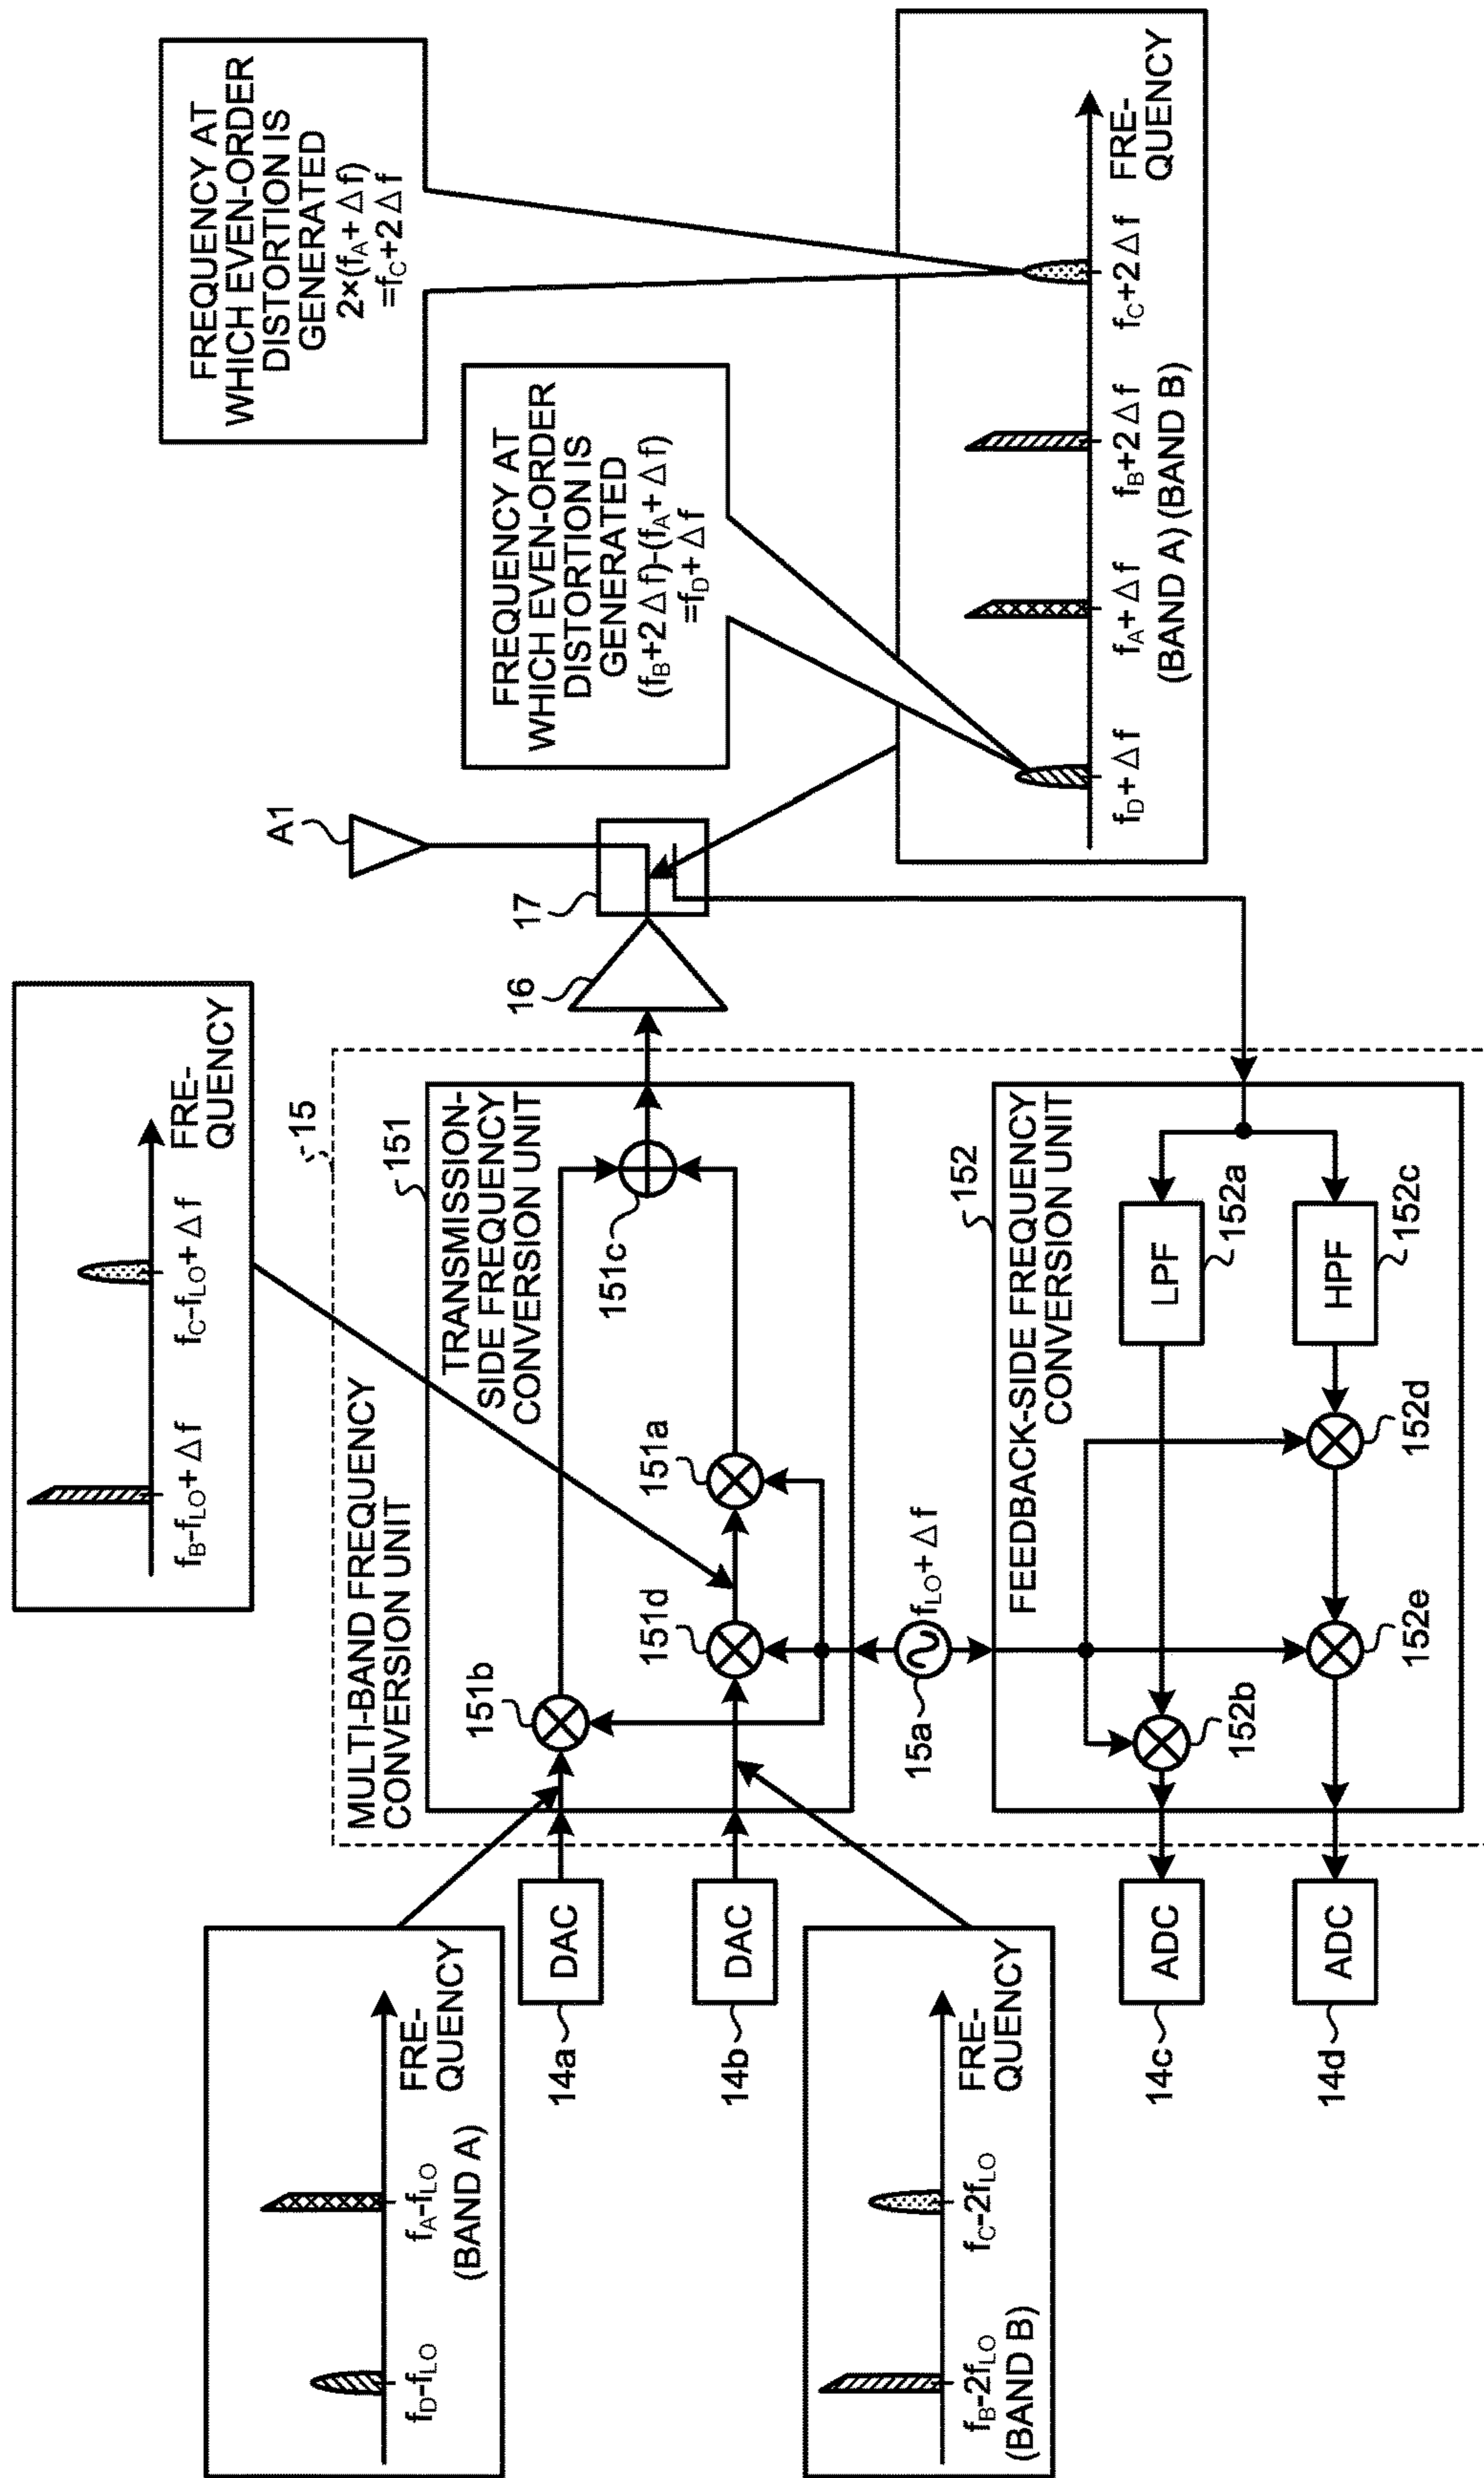 FREQUENCY AT
WHICH EVEN-ORDER
DISTORTION IS
GENERATED
2×(fA+Δf)
=fC+2Δf
FREQUENCY AT
WHICH EVEN-ORDER
DISTORTION IS
GENERATED
(fB+2Δf)-(fA+Δf)
=fD+Δf
fD+Δf
fA+Δf
(BAND A)
fB+2Δf
(BAND B)
fC+2Δf
FRE-
QUENCY
fB-fLO+Δf
fC-fLO+Δf
FRE-
QUENCY
A1
17
16
15
MULTI-BAND FREQUENCY
CONVERSION UNIT
151
TRANSMISSION-
SIDE FREQUENCY
CONVERSION UNIT
151b
151d
151a
151c
15a
fLO+Δf
152
FEEDBACK-SIDE FREQUENCY
CONVERSION UNIT
LPF
152a
HPF
152c
152b
152e
152d
fD-fLO
fA-fLO
(BAND A)
FRE-
QUENCY
DAC
14a
DAC
14b
fB-2fLO
(BAND B)
fC-2fLO
FRE-
QUENCY
ADC
14c
ADC
14d